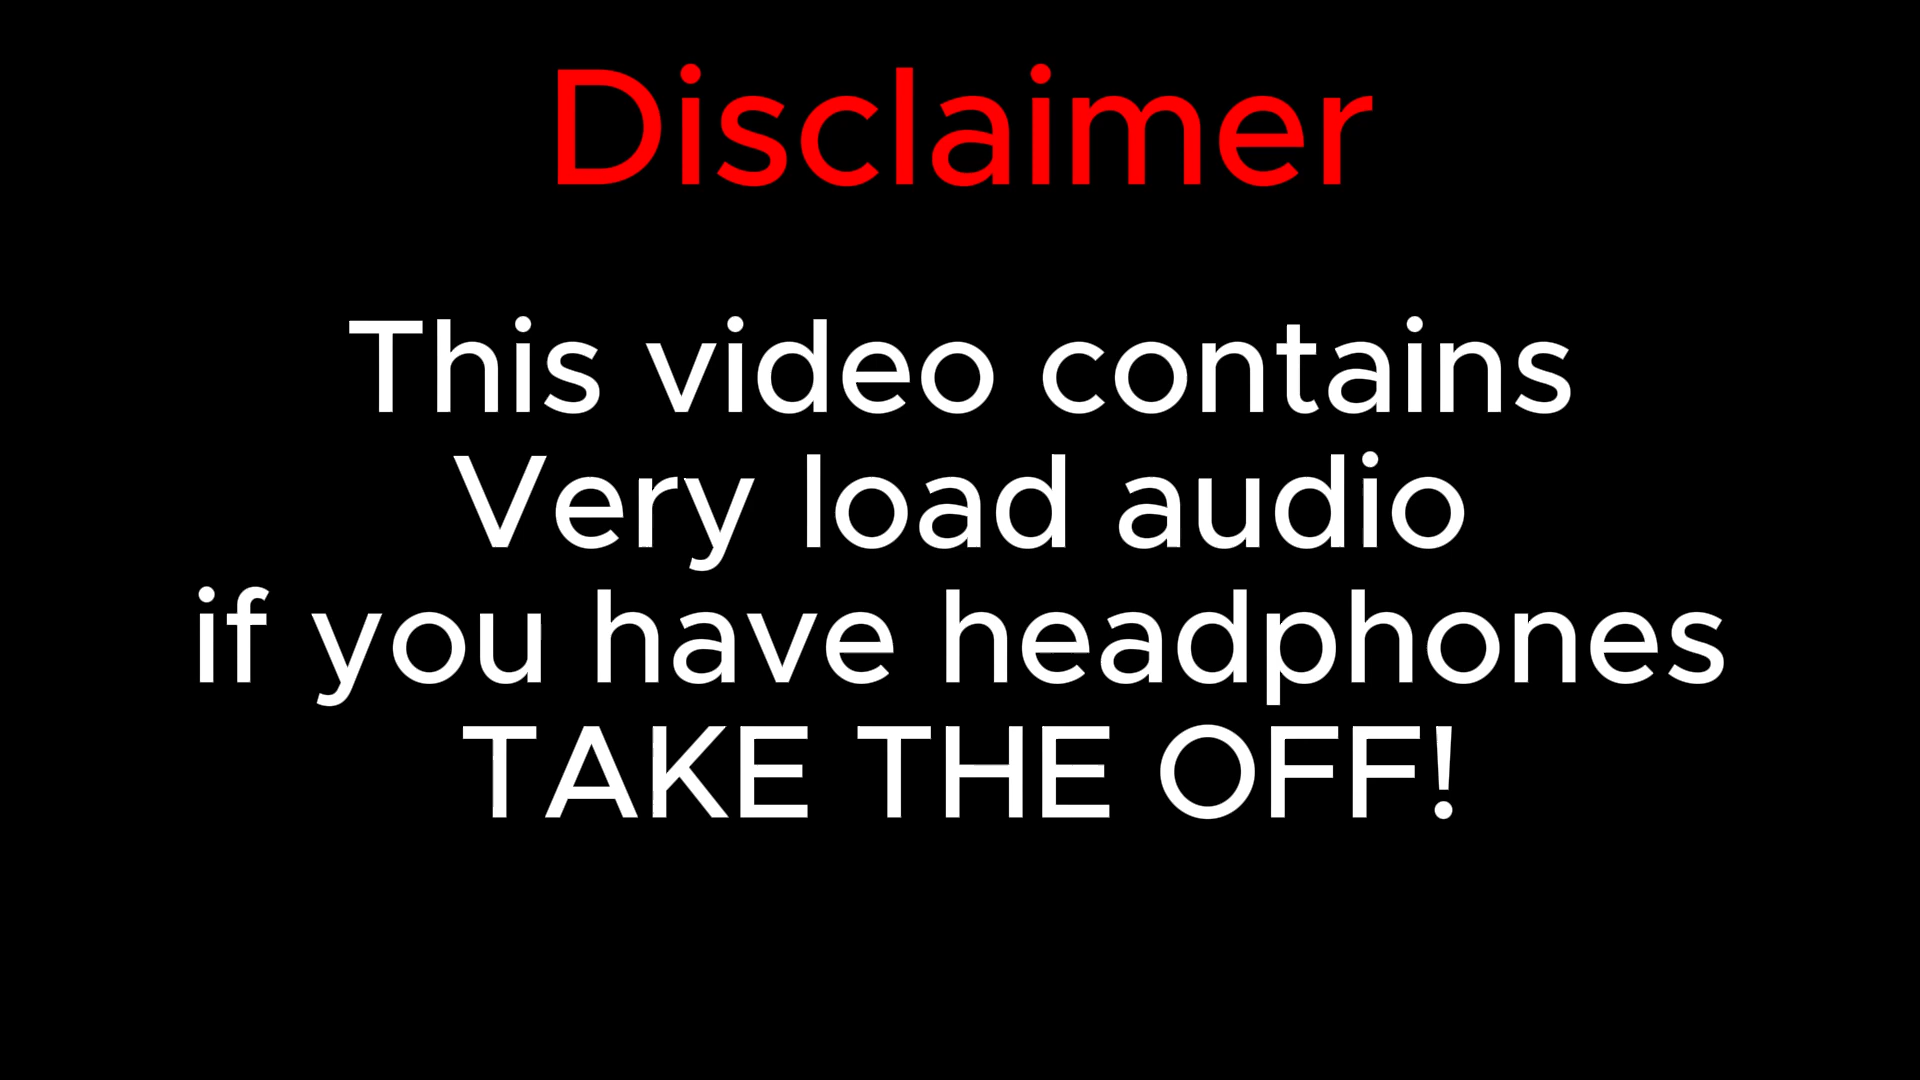 Disclaimer
This video contains
Very load audio
if you have headphones
TAKE THE OFF!